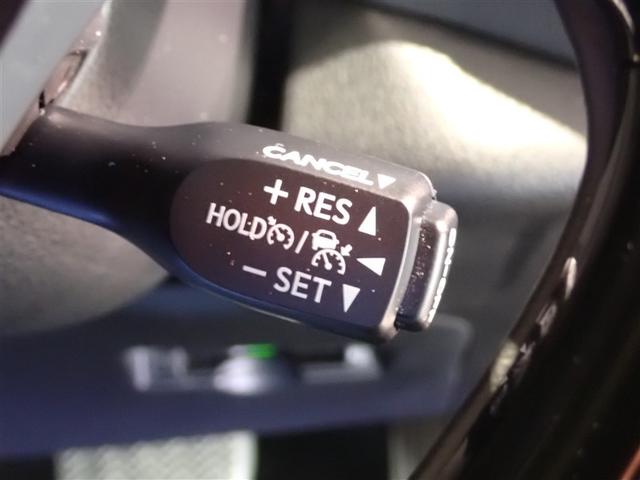 CANCEL▼
+ RES ▲
HOLD /
− SET ▼